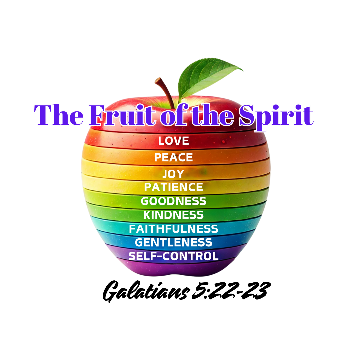 The Fruit of the Spirit
LOVE
PEACE
JOY
PATIENCE
GOODNESS
KINDNESS
FAITHFULNESS
GENTLENESS
SELF-CONTROL
Galatians 5:22-23